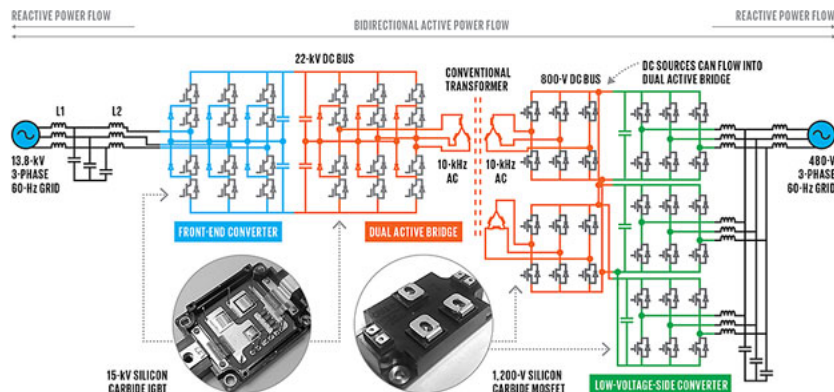 REACTIVE POWER FLOW
REACTIVE POWER FLOW
BIDIRECTIONAL ACTIVE POWER FLOW
22-kV DC BUS
CONVENTIONAL
TRANSFORMER
800-V DC BUS
DC SOURCES CAN FLOW INTO
DUAL ACTIVE BRIDGE
L1
L2
13.8-kV
3-PHASE
60-Hz GRID
10-kHz
AC
10-kHz
AC
480-V
3-PHASE
60-Hz GRID
FRONT-END CONVERTER
DUAL ACTIVE BRIDGE
15-kV SILICON
CARBIDE IGBT
1,200-V SILICON
CARBIDE MOSFET
LOW-VOLTAGE-SIDE CONVERTER